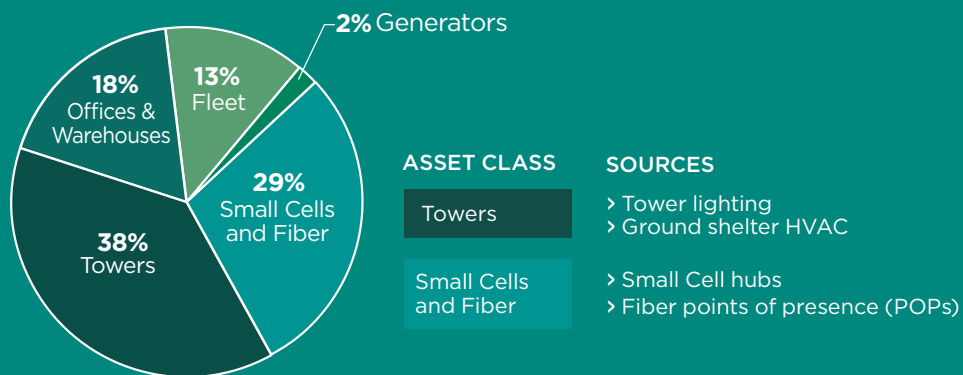 2% Generators
13%
Fleet
18%
Offices &
Warehouses
29%
Small Cells
and Fiber
38%
Towers
ASSET CLASS
SOURCES
Towers
› Tower lighting
› Ground shelter HVAC
Small Cells
and Fiber
› Small Cell hubs
› Fiber points of presence (POPs)